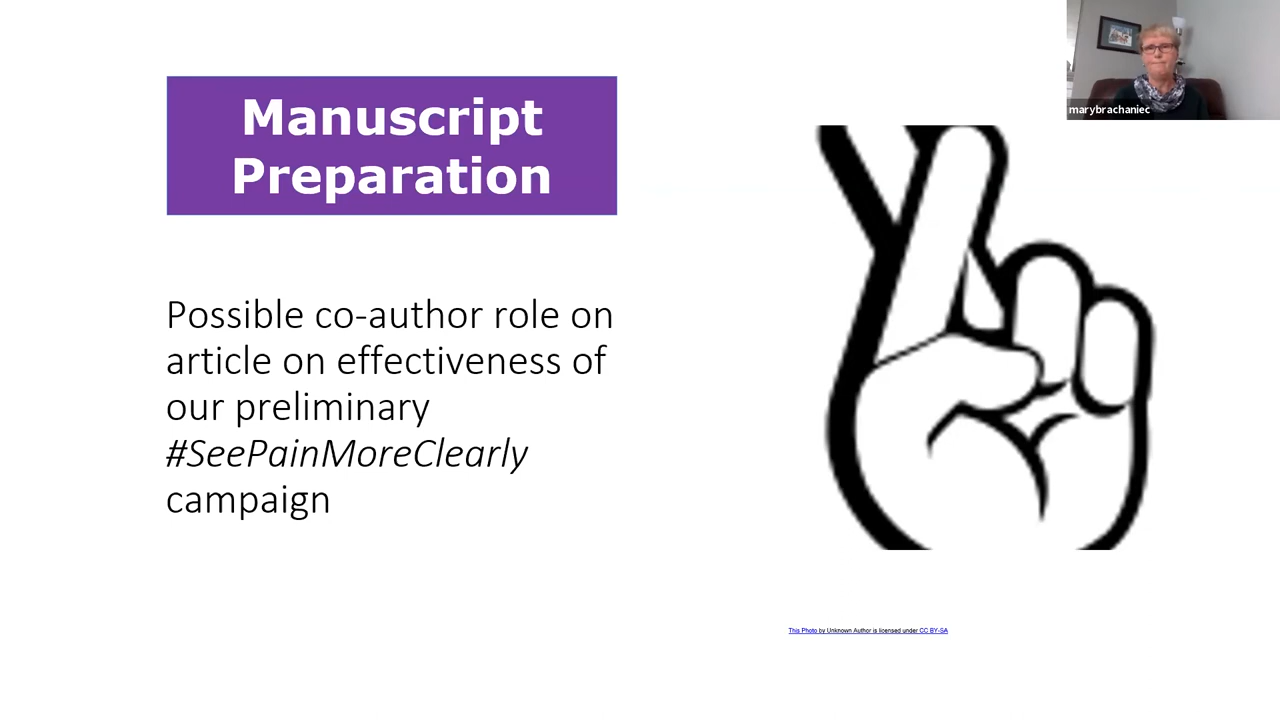 Manuscript
Preparation
marybrachaniec
Possible co-author role on
article on effectiveness of
our preliminary
#SeePainMoreClearly
campaign
This Photo by Unknown Author is licensed under CC BY-SA